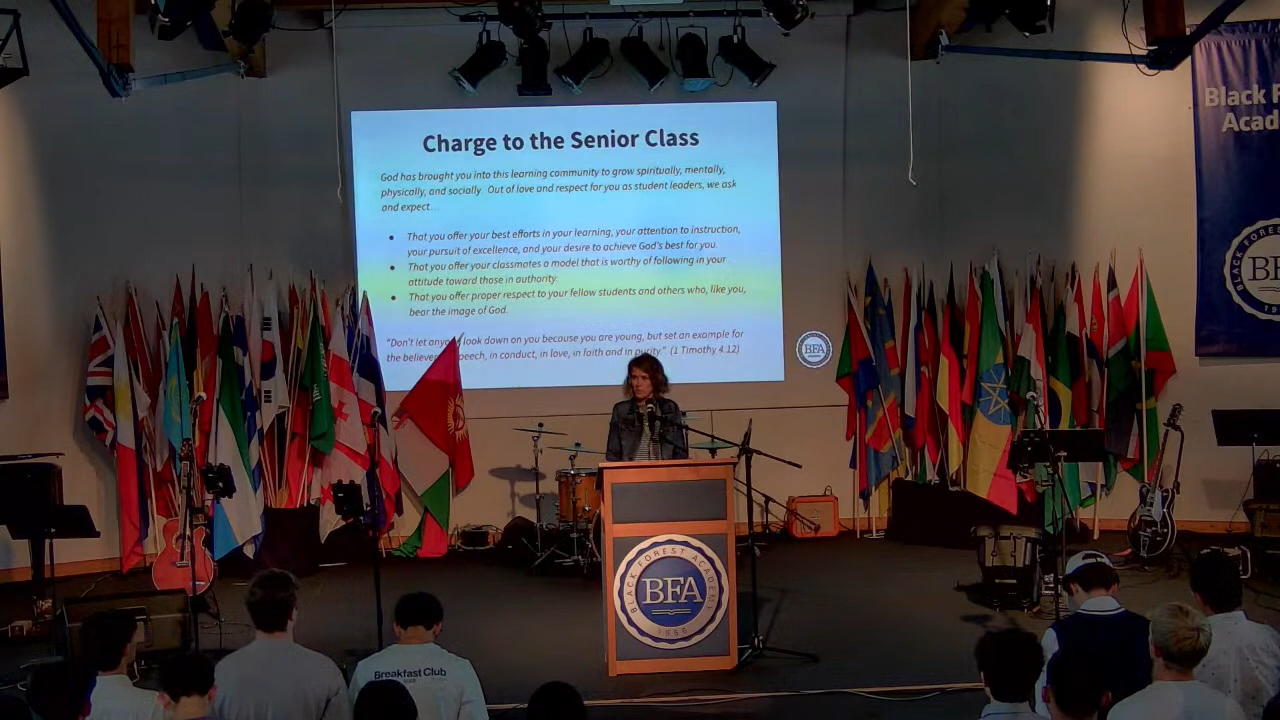 Charge to the Senior Class
God has brought you into this learning community to grow spiritually, mentally,
physically, and socially. Out of love and respect for you as student leaders, we ask
and expect…
• That you offer your best efforts in your learning, your attention to instruction,
your pursuit of excellence, and your desire to achieve God's best for you.
• That you offer your classmates a model that is worthy of following in your
attitude toward those in authority.
• That you offer proper respect to your fellow students and others who, like you,
bear the image of God.
"Don't let look down on you because you are young, but set an example for
the speech, in conduct, in love, in faith and in purity." (1 Timothy 4:12)
BFA
Black
BLACK FOREST
BLACK FOREST ACADEMY
BFA
1956
Breakfast Club